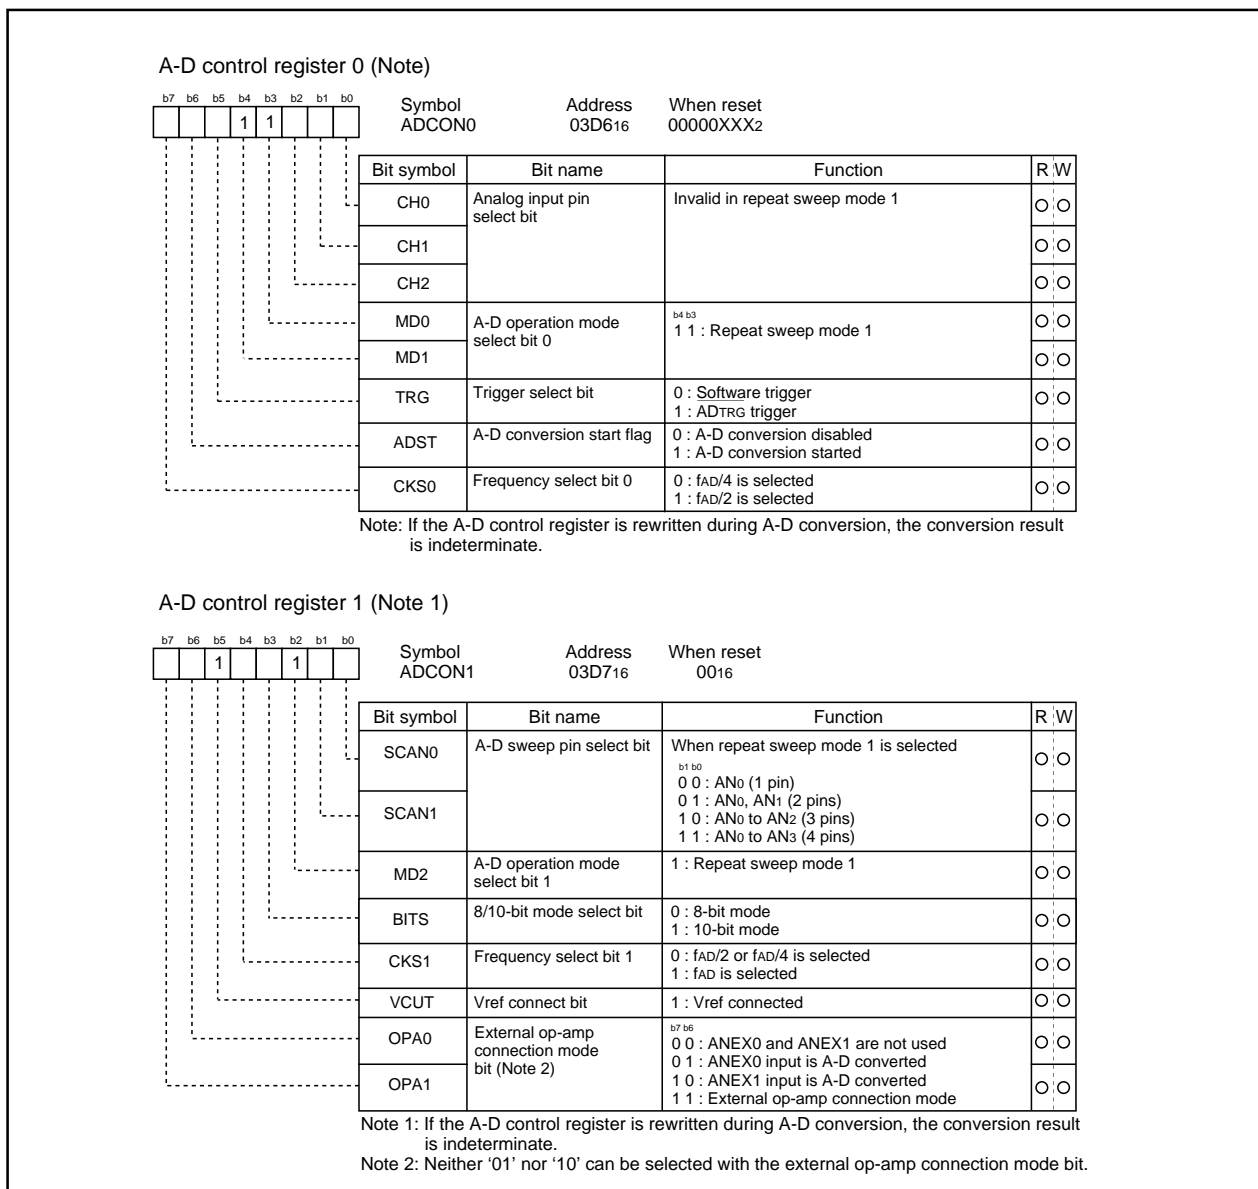 A-D control register 0 (Note)
b7 b6 b5 b4 b3 b2 b1 b0
1 1
Symbol Address When reset
ADCON0 03D616 00000XXX2
Bit symbol Bit name Function R W
CH0 Analog input pin select bit Invalid in repeat sweep mode 1
CH1
CH2
MD0 A-D operation mode select bit 0 b4 b3
1 1 : Repeat sweep mode 1
MD1
TRG Trigger select bit 0 : Software trigger
1 : ADTRG trigger
ADST A-D conversion start flag 0 : A-D conversion disabled
1 : A-D conversion started
CKS0 Frequency select bit 0 0 : fAD/4 is selected
1 : fAD/2 is selected
Note: If the A-D control register is rewritten during A-D conversion, the conversion result
is indeterminate.
A-D control register 1 (Note 1)
b7 b6 b5 b4 b3 b2 b1 b0
1 1
Symbol Address When reset
ADCON1 03D716 0016
Bit symbol Bit name Function R W
SCAN0 A-D sweep pin select bit When repeat sweep mode 1 is selected
b1 b0
0 0 : AN0 (1 pin)
0 1 : AN0, AN1 (2 pins)
SCAN1 1 0 : AN0 to AN2 (3 pins)
1 1 : AN0 to AN3 (4 pins)
MD2 A-D operation mode select bit 1 1 : Repeat sweep mode 1
BITS 8/10-bit mode select bit 0 : 8-bit mode
1 : 10-bit mode
CKS1 Frequency select bit 1 0 : fAD/2 or fAD/4 is selected
1 : fAD is selected
VCUT Vref connect bit 1 : Vref connected
OPA0 External op-amp connection mode bit (Note 2) b7 b6
0 0 : ANEX0 and ANEX1 are not used
0 1 : ANEX0 input is A-D converted
OPA1 1 0 : ANEX1 input is A-D converted
1 1 : External op-amp connection mode
Note 1: If the A-D control register is rewritten during A-D conversion, the conversion result
is indeterminate.
Note 2: Neither ‘01’ nor ‘10’ can be selected with the external op-amp connection mode bit.